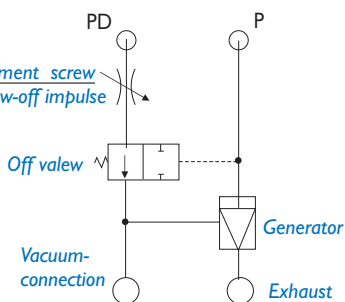 PD
P
ment screw
w-off impulse
Off valew
Generator
Vacuum-
connection
Exhaust